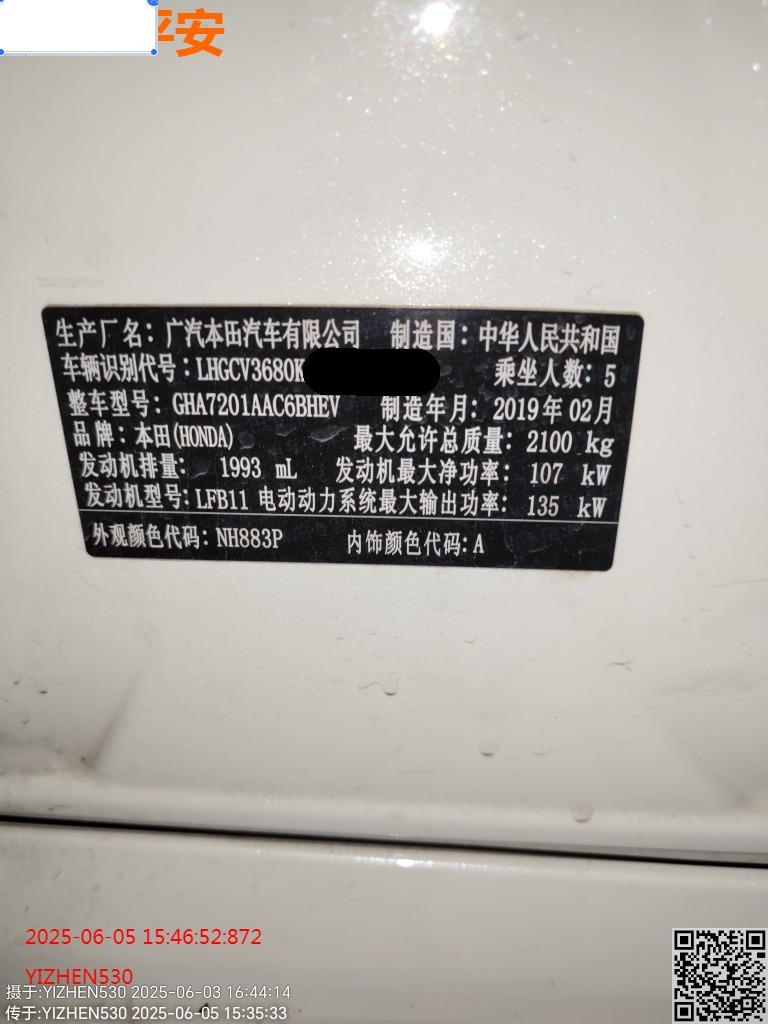 平安
生产厂名：广汽本田汽车有限公司 制造国：中华人民共和国
车辆识别代号：LHGCV3680K 乘坐人数：5
整车型号：GHA7201AAC6BHEV 制造年月：2019年02月
品牌：本田(HONDA) 最大允许总质量：2100 kg
发动机排量： 1993 mL 发动机最大净功率： 107 kW
发动机型号：LFB11 电动动力系统最大输出功率： 135 kW
外观颜色代码：NH883P 内饰颜色代码：A
2025-06-05 15:46:52:872
YIZHEN530
摄于:YIZHEN530 2025-06-03 16:44:14
传于:YIZHEN530 2025-06-05 15:35:33